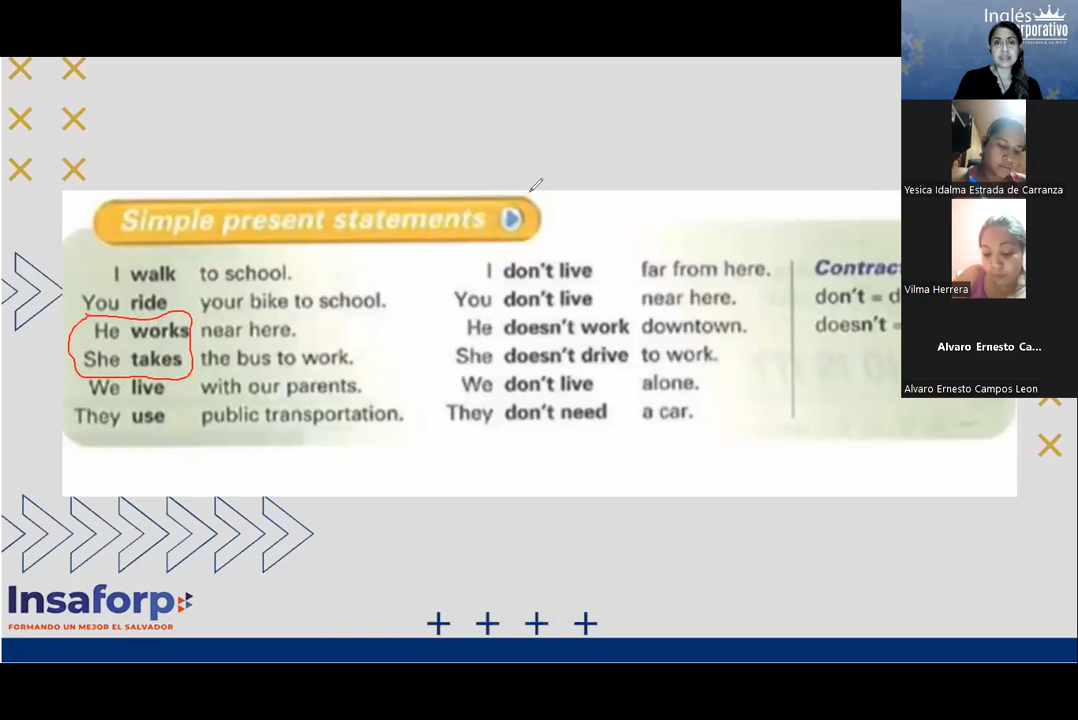 Inglés
Simple present statements
I walk to school.
You ride your bike to school.
He works near here.
She takes the bus to work.
We live with our parents.
They use public transportation.
I don't live far from here.
You don't live near here.
He doesn't work downtown.
She doesn't drive to work.
We don't live alone.
They don't need a car.
Contrac
don't = d
doesn't =
Yesica Idalma Estrada de Carranza
Vilma Herrera
Alvaro Ernesto Ca...
Alvaro Ernesto Campos Leon
Insaforp
FORMANDO UN MEJOR EL SALVADOR